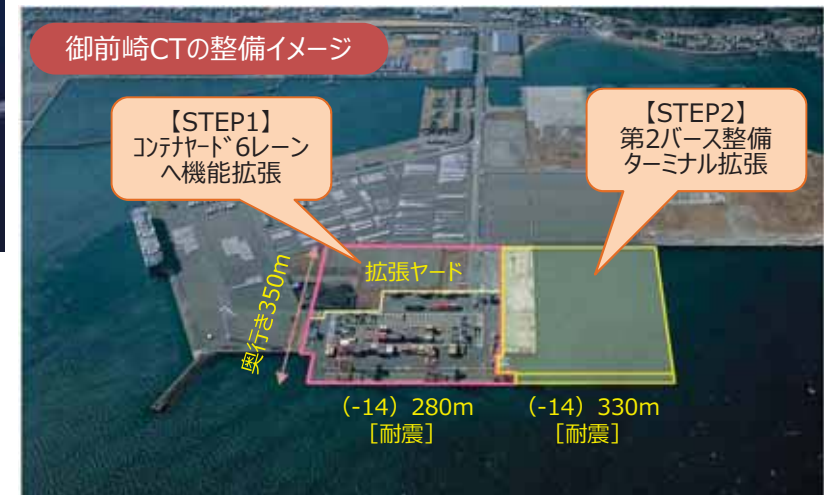 御前崎CTの整備イメージ
【STEP1】
ｺﾝﾃﾅﾔｰﾄﾞ6レーン
へ機能拡張
【STEP2】
第2バース整備
ターミナル拡張
拡張ヤード
奥行き350m
（-14）280m
［耐震］
（-14）330m
［耐震］